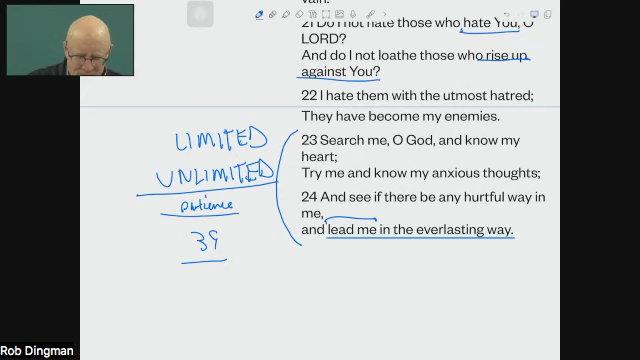 vain.
21 Do I not hate those who hate You, O
LORD?
And do I not loathe those who rise up
against You?
22 I hate them with the utmost hatred;
They have become my enemies.
23 Search me, O God, and know my
heart;
Try me and know my anxious thoughts;
24 And see if there be any hurtful way in
me,
and lead me in the everlasting way.
LIMITED
UNLIMITED
patience
39
Rob Dingman